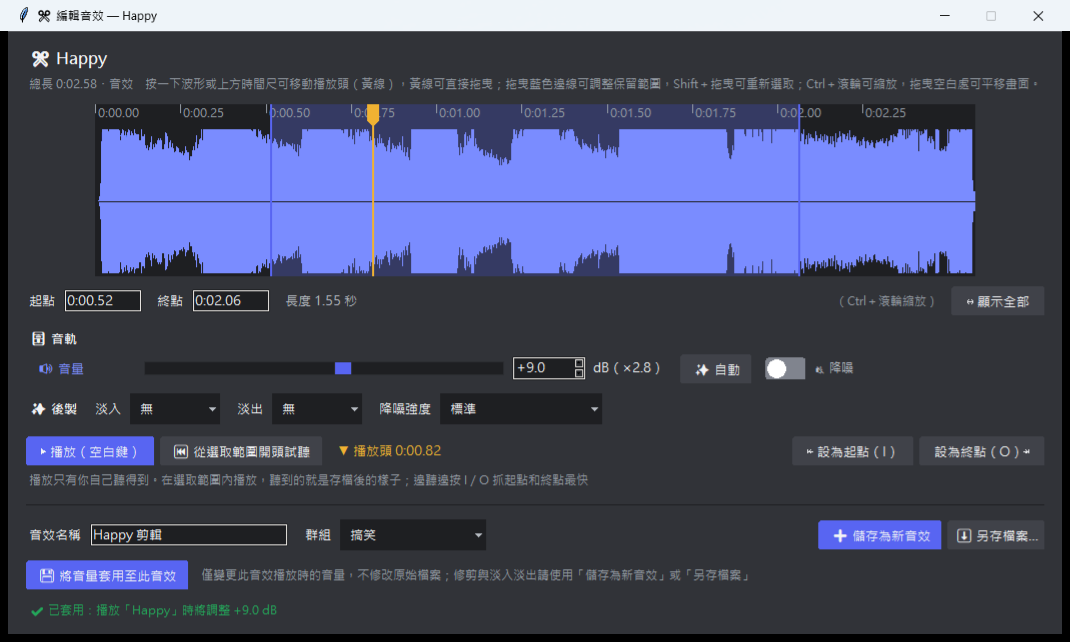 編輯音效 — Happy
Happy
總長 0:02.58 · 音效 按一下波形或上方時間尺可移動播放頭（黃線），黃線可直接拖曳；拖曳藍色邊線可調整保留範圍，Shift + 拖曳可重新選取；Ctrl + 滾輪可縮放，拖曳空白處可平移畫面。
0:00.00 0:00.25 0:00.50 0:00.75 0:01.00 0:01.25 0:01.50 0:01.75 0:02.00 0:02.25
起點 0:00.52 終點 0:02.06 長度 1.55 秒 （Ctrl + 滾輪縮放） ↔ 顯示全部
音軌
音量 +9.0 dB（×2.8） 自動 降噪
後製 淡入 無 淡出 無 降噪強度 標準
播放（空白鍵） 從選取範圍開頭試聽 ▼ 播放頭 0:00.82 設為起點（I） 設為終點（O）
播放只有你自己聽得到，在選取範圍內播放，聽到的就是存檔後的樣子；邊聽邊按 I / O 抓起點和終點最快
音效名稱 Happy 剪輯 群組 搞笑 儲存為新音效 另存檔案...
將音量套用至此音效 僅變更此音效播放時的音量，不修改原始檔案；修剪與淡入淡出請使用「儲存為新音效」或「另存檔案」
已套用：播放「Happy」時將調整 +9.0 dB